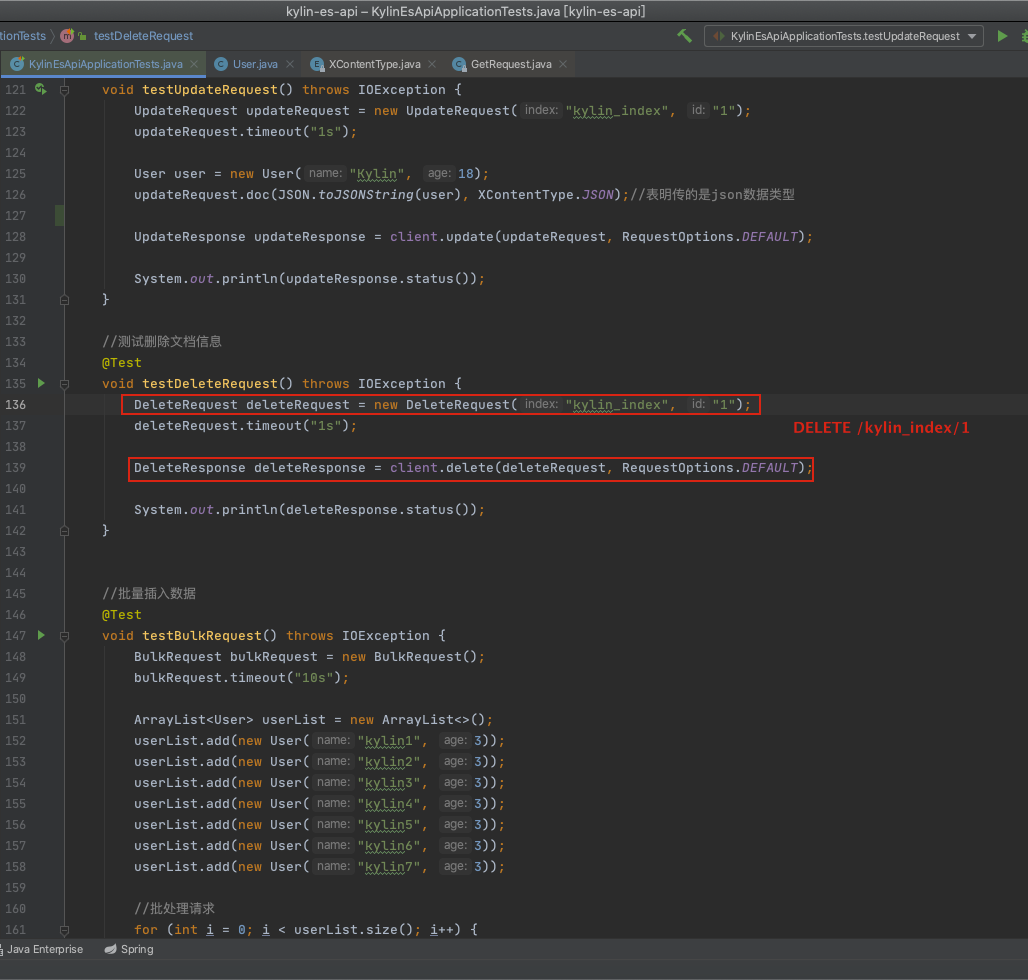 kylin-es-api – KylinEsApiApplicationTests.java [kylin-es-api]
ionTests testDeleteRequest KylinEsApiApplicationTests.testUpdateRequest
KylinEsApiApplicationTests.java User.java XContentType.java GetRequest.java
121 void testUpdateRequest() throws IOException {
122 UpdateRequest updateRequest = new UpdateRequest( index: "kylin_index", id: "1");
123 updateRequest.timeout("1s");
124
125 User user = new User( name: "Kylin", age: 18);
126 updateRequest.doc(JSON.toJSONString(user), XContentType.JSON);//表明传的是json数据类型
127
128 UpdateResponse updateResponse = client.update(updateRequest, RequestOptions.DEFAULT);
129
130 System.out.println(updateResponse.status());
131 }
132
133 //测试删除文档信息
134 @Test
135 void testDeleteRequest() throws IOException {
136 DeleteRequest deleteRequest = new DeleteRequest( index: "kylin_index", id: "1");
137 deleteRequest.timeout("1s");
DELETE /kylin_index/1
138
139 DeleteResponse deleteResponse = client.delete(deleteRequest, RequestOptions.DEFAULT);
140
141 System.out.println(deleteResponse.status());
142 }
143
144
145 //批量插入数据
146 @Test
147 void testBulkRequest() throws IOException {
148 BulkRequest bulkRequest = new BulkRequest();
149 bulkRequest.timeout("10s");
150
151 ArrayList<User> userList = new ArrayList<>();
152 userList.add(new User( name: "kylin1", age: 3));
153 userList.add(new User( name: "kylin2", age: 3));
154 userList.add(new User( name: "kylin3", age: 3));
155 userList.add(new User( name: "kylin4", age: 3));
156 userList.add(new User( name: "kylin5", age: 3));
157 userList.add(new User( name: "kylin6", age: 3));
158 userList.add(new User( name: "kylin7", age: 3));
159
160 //批处理请求
161 for (int i = 0; i < userList.size(); i++) {
Java Enterprise Spring